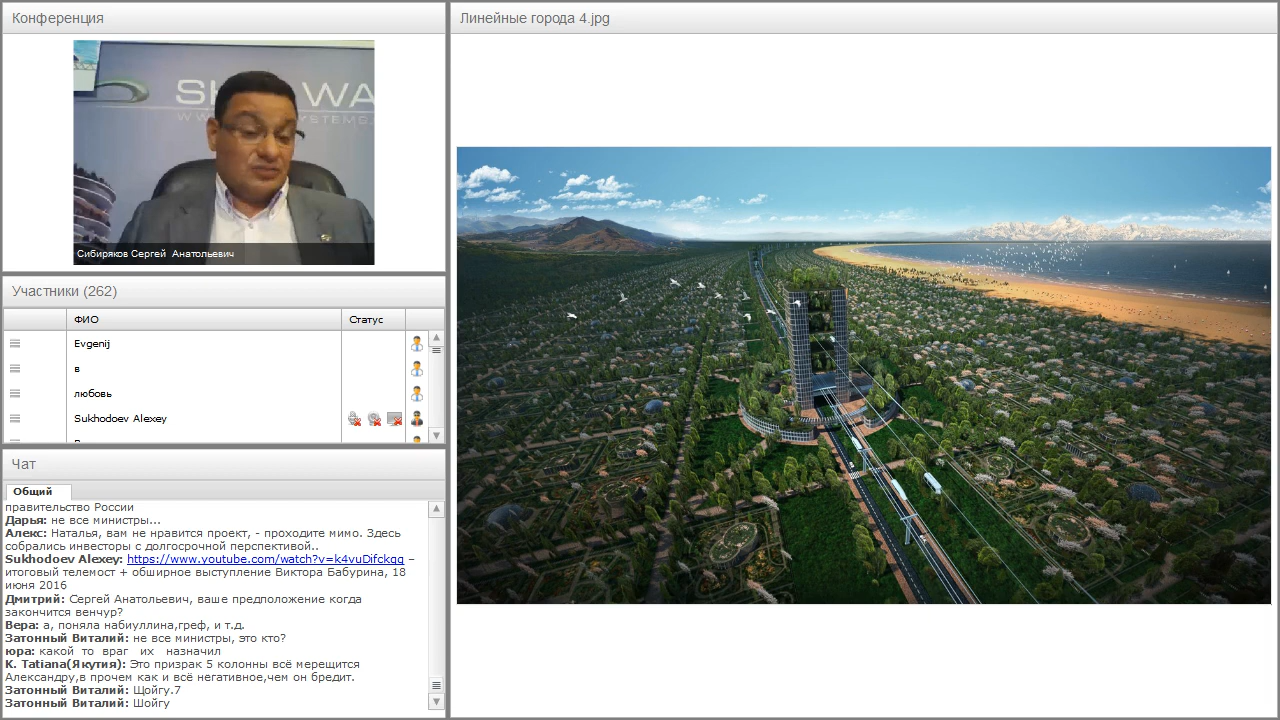 Конференция
SKY WA
Сибиряков Сергей Анатольевич
Участники (262)
ФИО
Статус
Evgenij
в
любовь
Sukhodoev Alexey
Чат
Общий
правительство России
Дарья: не все министры...
Алекс: Наталья, вам не нравится проект, - проходите мимо. Здесь
собрались инвесторы с долгосрочной перспективой..
Sukhodoev Alexey: https://www.youtube.com/watch?v=k4vuDifckqg –
итоговый телемост + обширное выступление Виктора Бабурина, 18
июня 2016
Дмитрий: Сергей Анатольевич, ваше предположение когда
закончится венчур?
Вера: а, поняла набиуллина,греф, и т.д.
Затонный Виталий: не все министры, это кто?
юра: какой то враг их назначил
K. Tatiana(Якутия): Это призрак 5 колонны всё мерещится
Александру,в прочем как и всё негативное,чем он бредит.
Затонный Виталий: Щойгу.7
Затонный Виталий: Шойгу
Линейные города 4.jpg